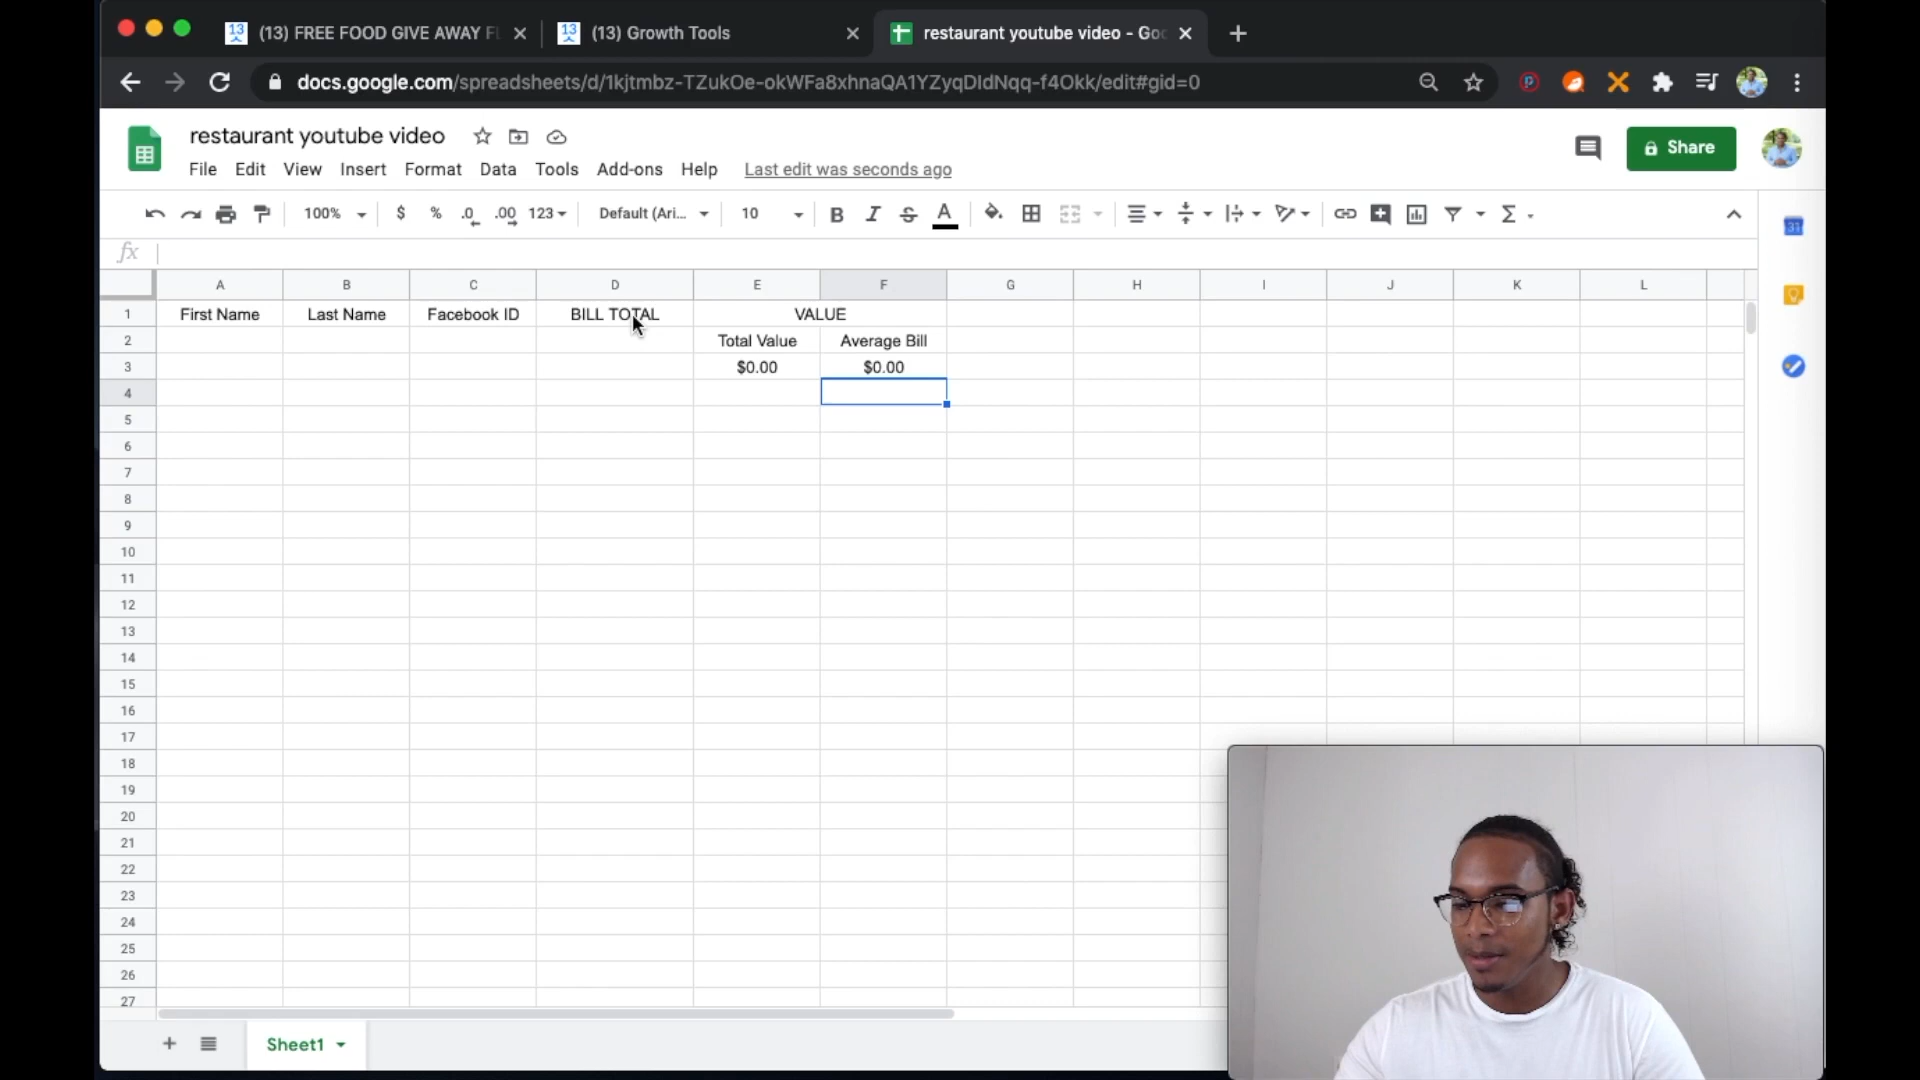 (13) FREE FOOD GIVE AWAY
(13) Growth Tools
restaurant youtube video - Goo
docs.google.com/spreadsheets/d/1kjtmbz-TZukOe-okWFa8xhnaQA1YZyqDIdNqq-f4Okk/edit#gid=0
restaurant youtube video
File Edit View Insert Format Data Tools Add-ons Help Last edit was seconds ago
Share
100% $ % .0 .00 123 Default (Ari... 10 B I S A
fx
A B C D E F G H I J K L
1 First Name Last Name Facebook ID BILL TOTAL VALUE
2 Total Value Average Bill
3 $0.00 $0.00
4
5
6
7
8
9
10
11
12
13
14
15
16
17
18
19
20
21
22
23
24
25
26
27
Sheet1